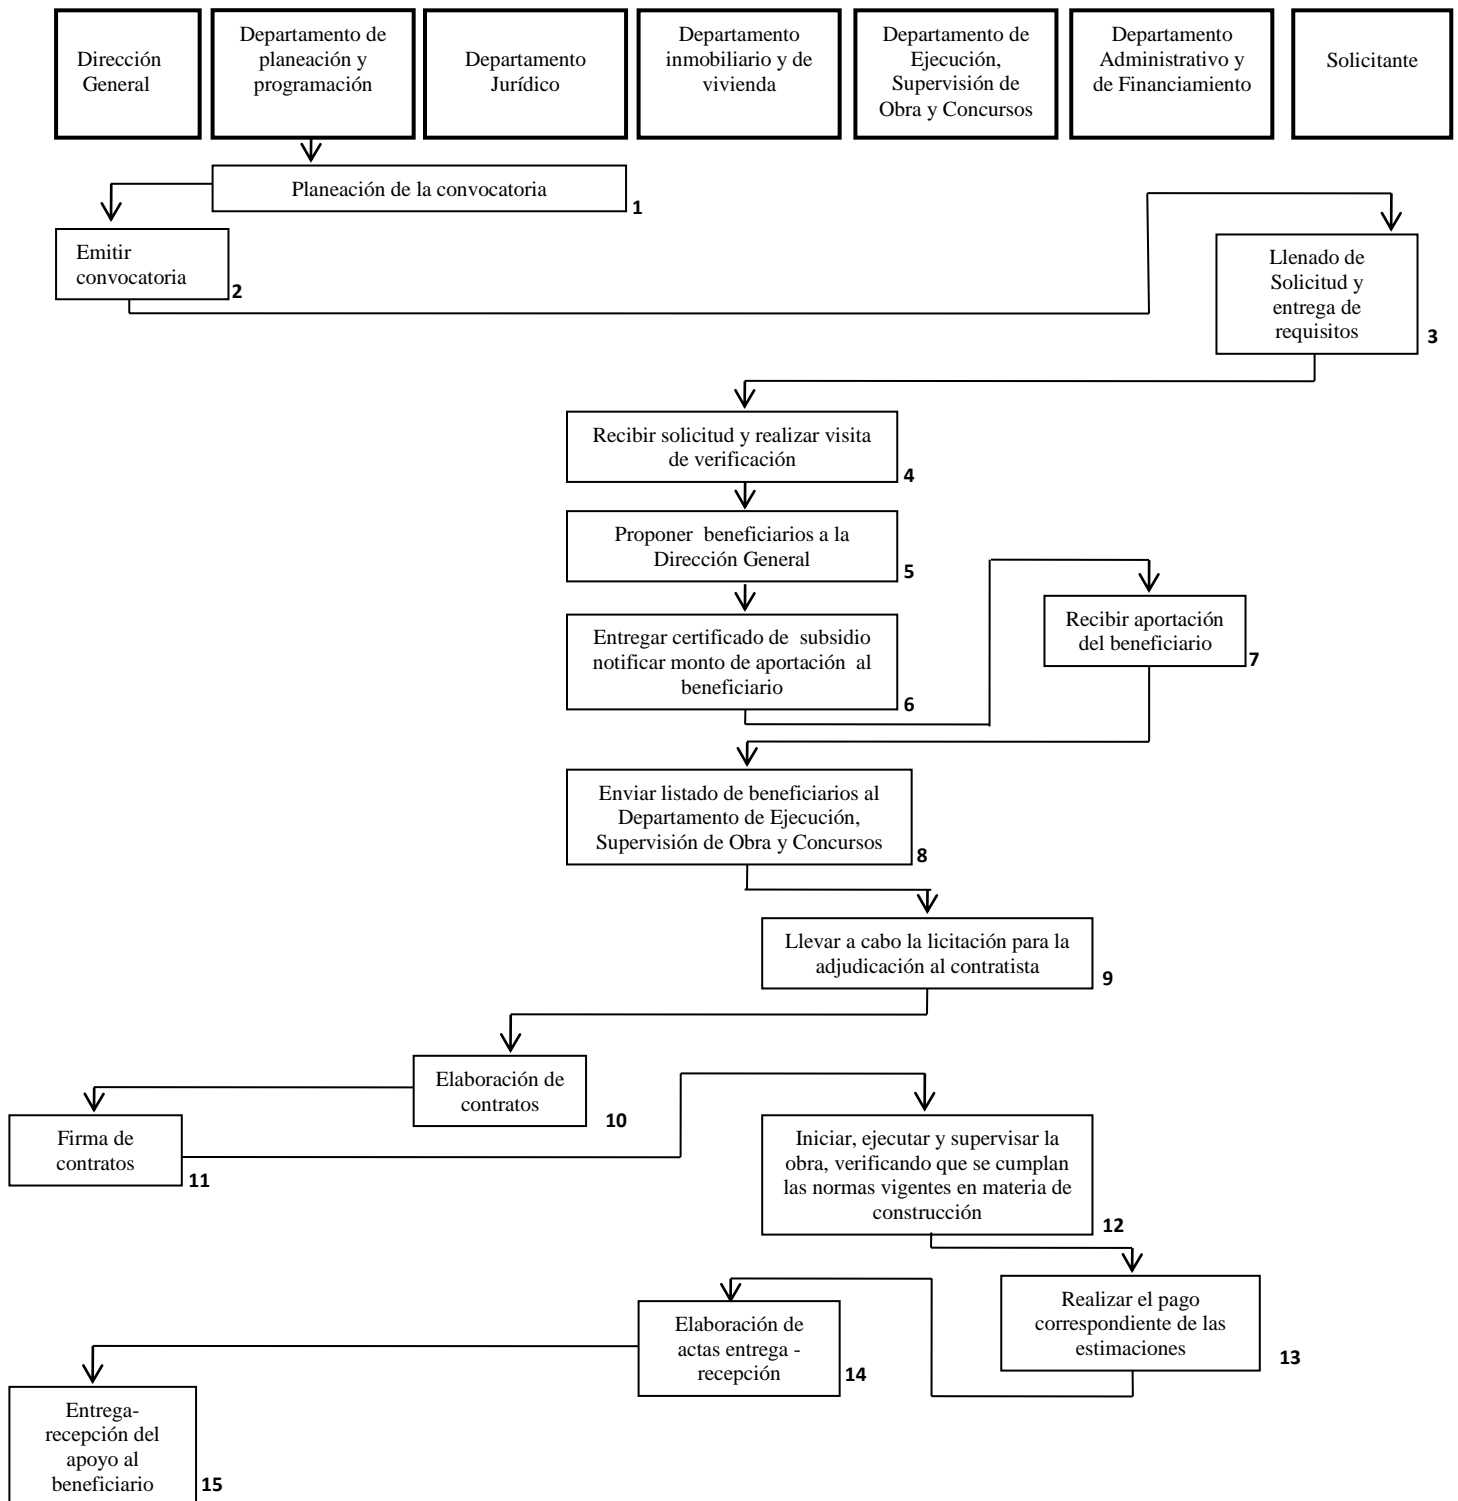 Dirección
General
Departamento de
planeación y
programación
Departamento
Jurídico
Departamento
inmobiliario y de
vivienda
Departamento de
Ejecución,
Supervisión de
Obra y Concursos
Departamento
Administrativo y
de Financiamiento
Solicitante
Planeación de la convocatoria
1
Emitir
convocatoria
2
Llenado de
Solicitud y
entrega de
requisitos
3
Recibir solicitud y realizar visita
de verificación
4
Proponer beneficiarios a la
Dirección General
5
Entregar certificado de subsidio
notificar monto de aportación al
beneficiario
6
Recibir aportación
del beneficiario
7
Enviar listado de beneficiarios al
Departamento de Ejecución,
Supervisión de Obra y Concursos
8
Llevar a cabo la licitación para la
adjudicación al contratista
9
Elaboración de
contratos
10
Firma de
contratos
11
Iniciar, ejecutar y supervisar la
obra, verificando que se cumplan
las normas vigentes en materia de
construcción
12
Realizar el pago
correspondiente de las
estimaciones
13
Elaboración de
actas entrega -
recepción
14
Entrega-
recepción del
apoyo al
beneficiario
15